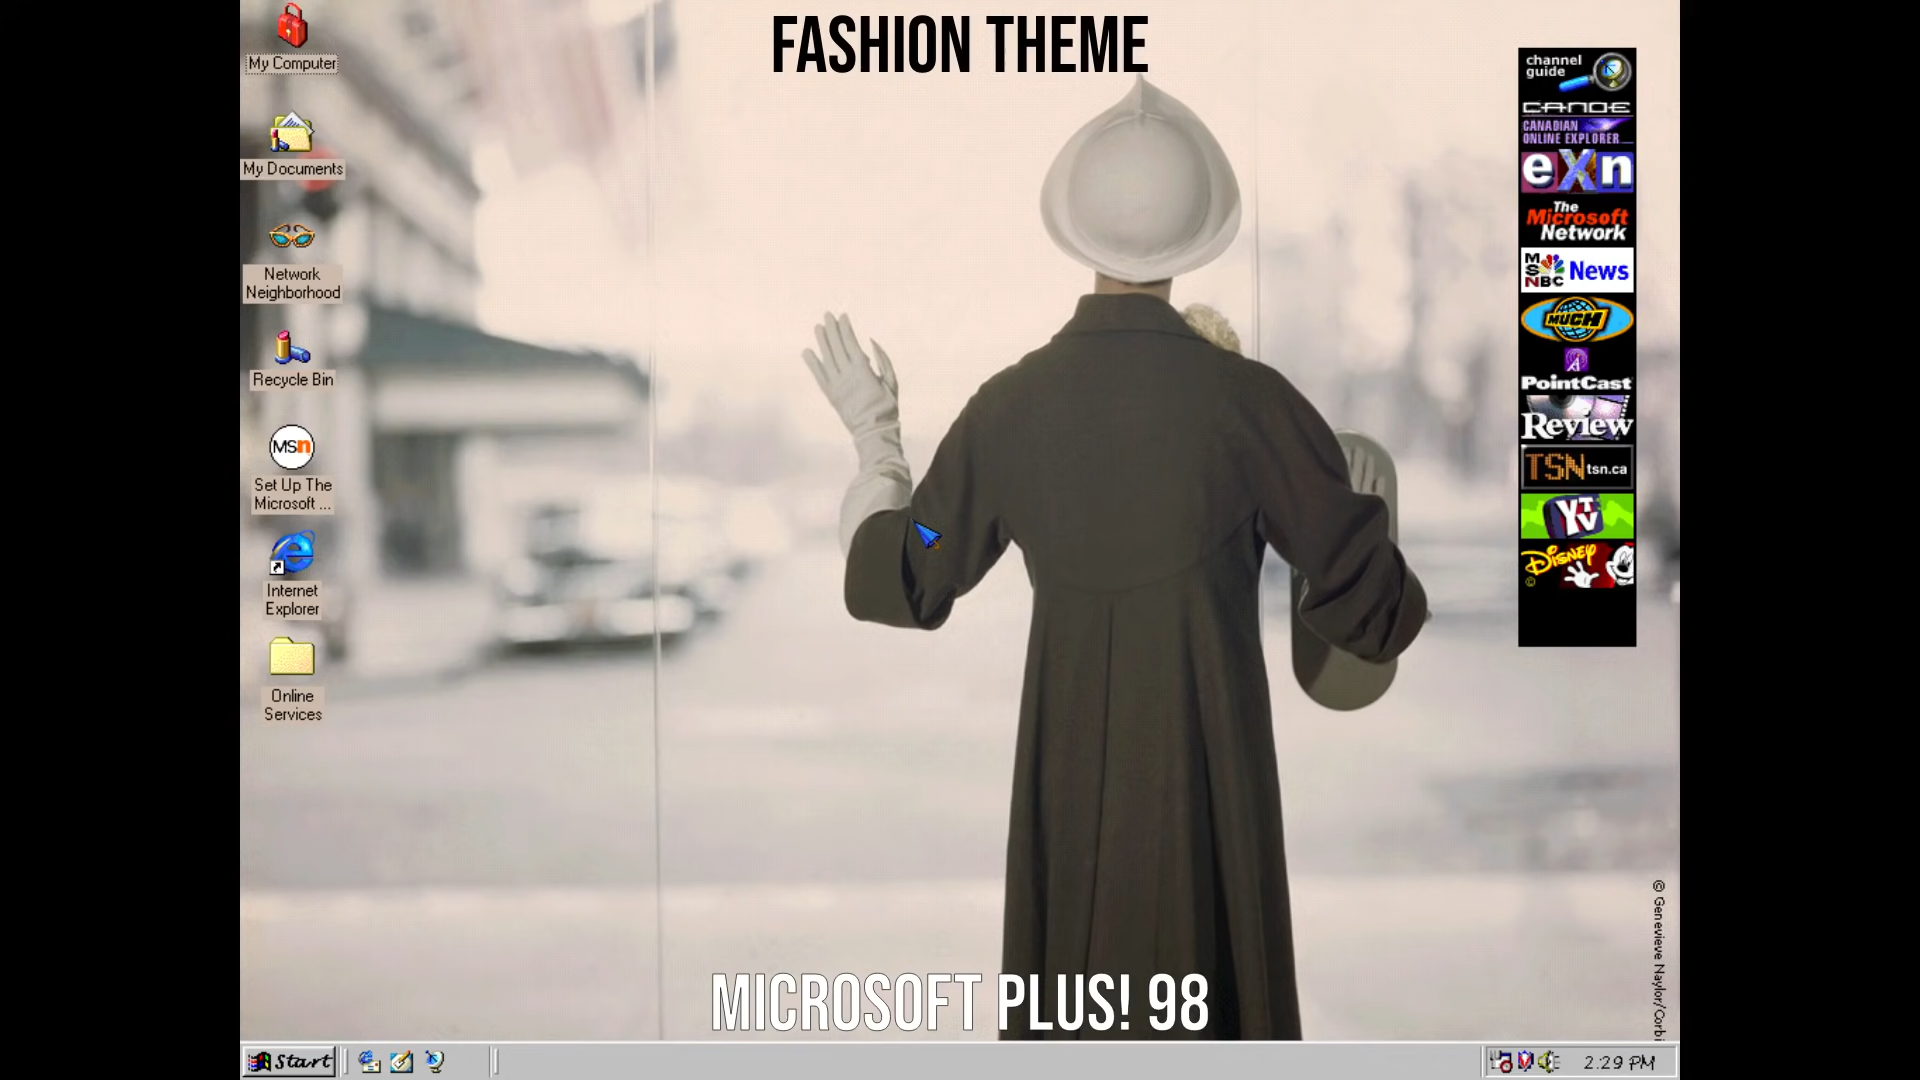 FASHION THEME
My Computer
My Documents
Network
Neighborhood
Recycle Bin
MSn
Set Up The
Microsoft ...
Internet
Explorer
Online
Services
channel
guide
CANOE
CANADIAN
ONLINE EXPLORER
eXn
The
Microsoft
Network
MSNBC News
MUCH
PointCast
Review
TSN tsn.ca
YTV
Disney
©
© Genevieve Naylor/Corbi
MICROSOFT PLUS! 98
Start
2:29 PM